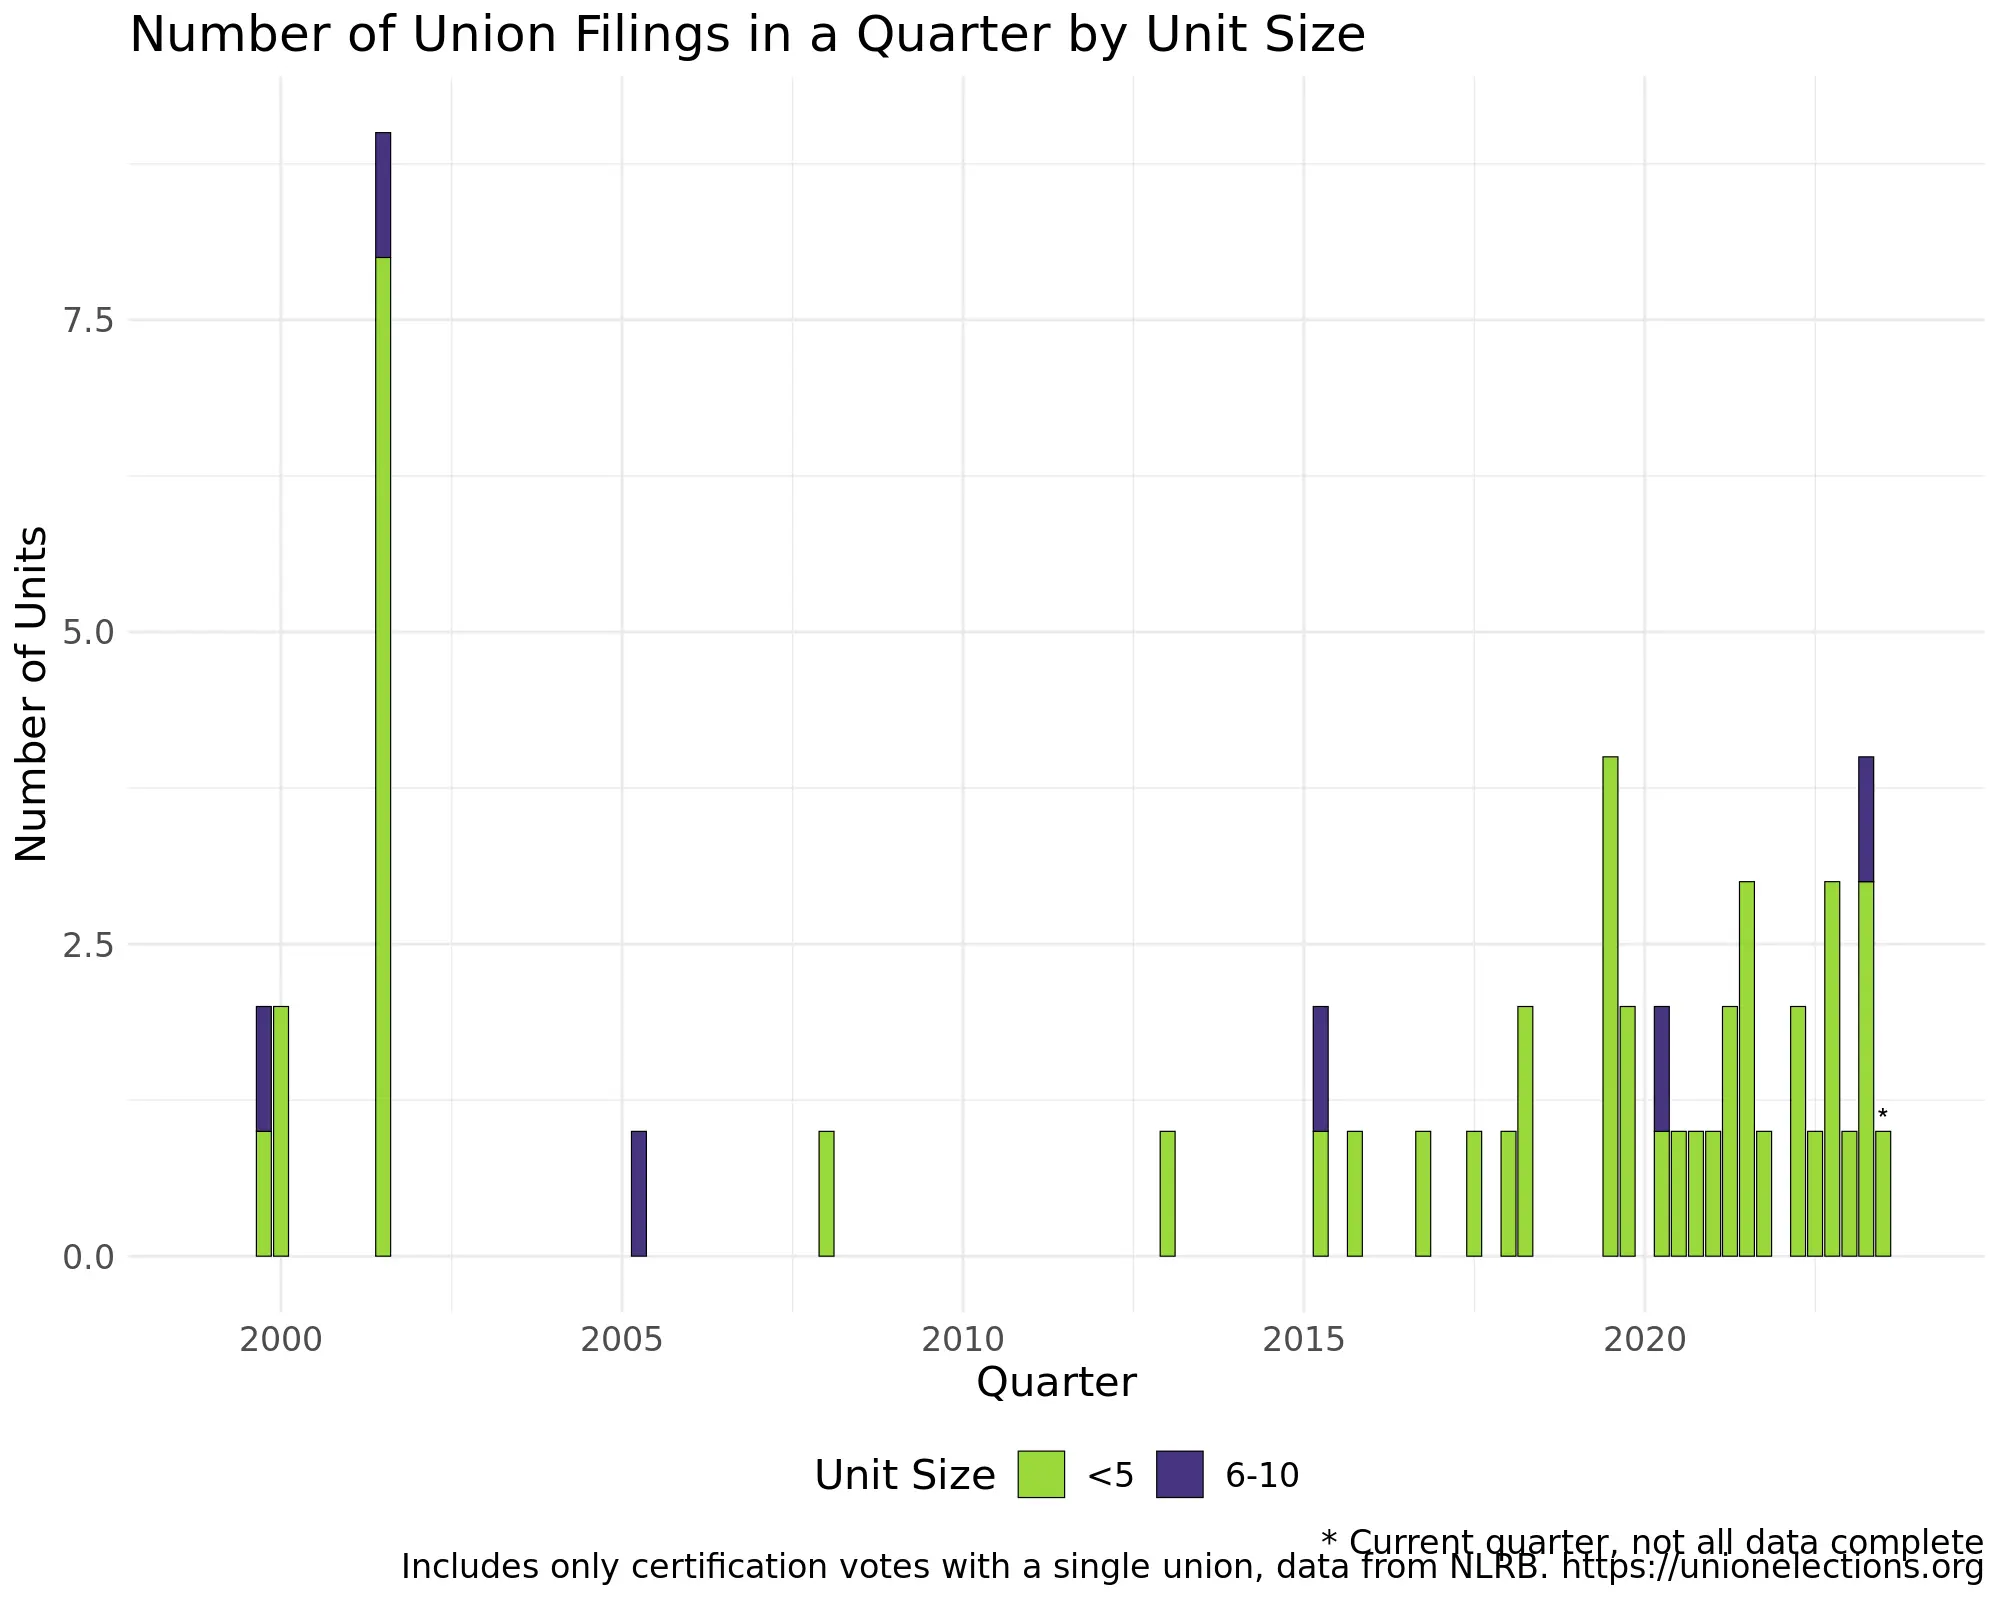 Number of Union Filings in a Quarter by Unit Size
Number of Units
7.5
5.0
2.5
0.0
*
2000 2005 2010 2015 2020
Quarter
Unit Size <5 6-10
* Current quarter, not all data complete
Includes only certification votes with a single union, data from NLRB. https://unionelections.org